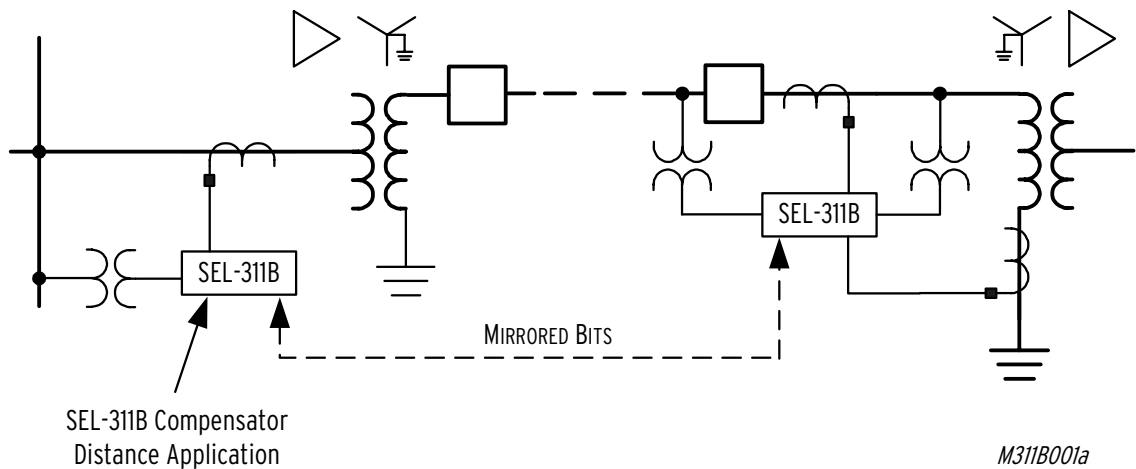 SEL-311B
SEL-311B
MIRRORED BITS
SEL-311B Compensator
Distance Application
M311B001a